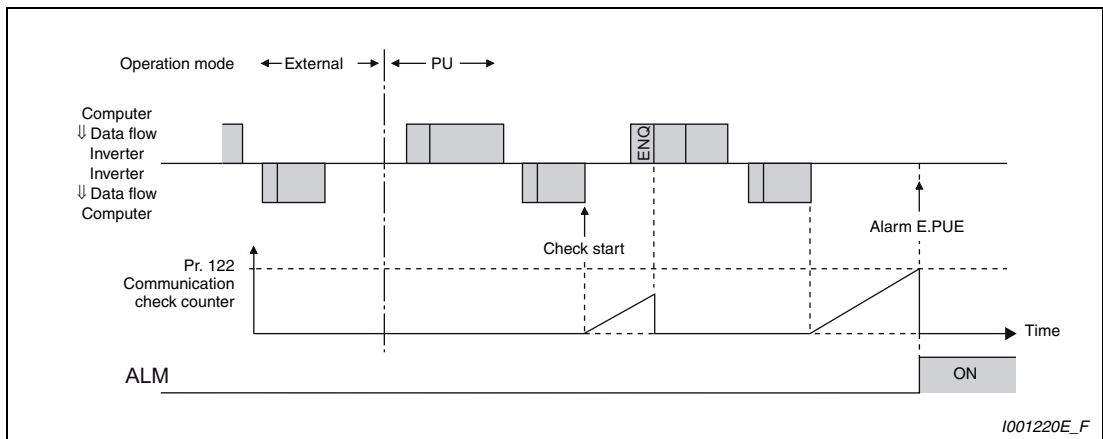 Operation mode
External
PU
Computer
⇓ Data flow
Inverter
Inverter
⇓ Data flow
Computer
ENQ
Check start
Alarm E.PUE
Pr. 122
Communication
check counter
Time
ALM
ON
I001220E_F